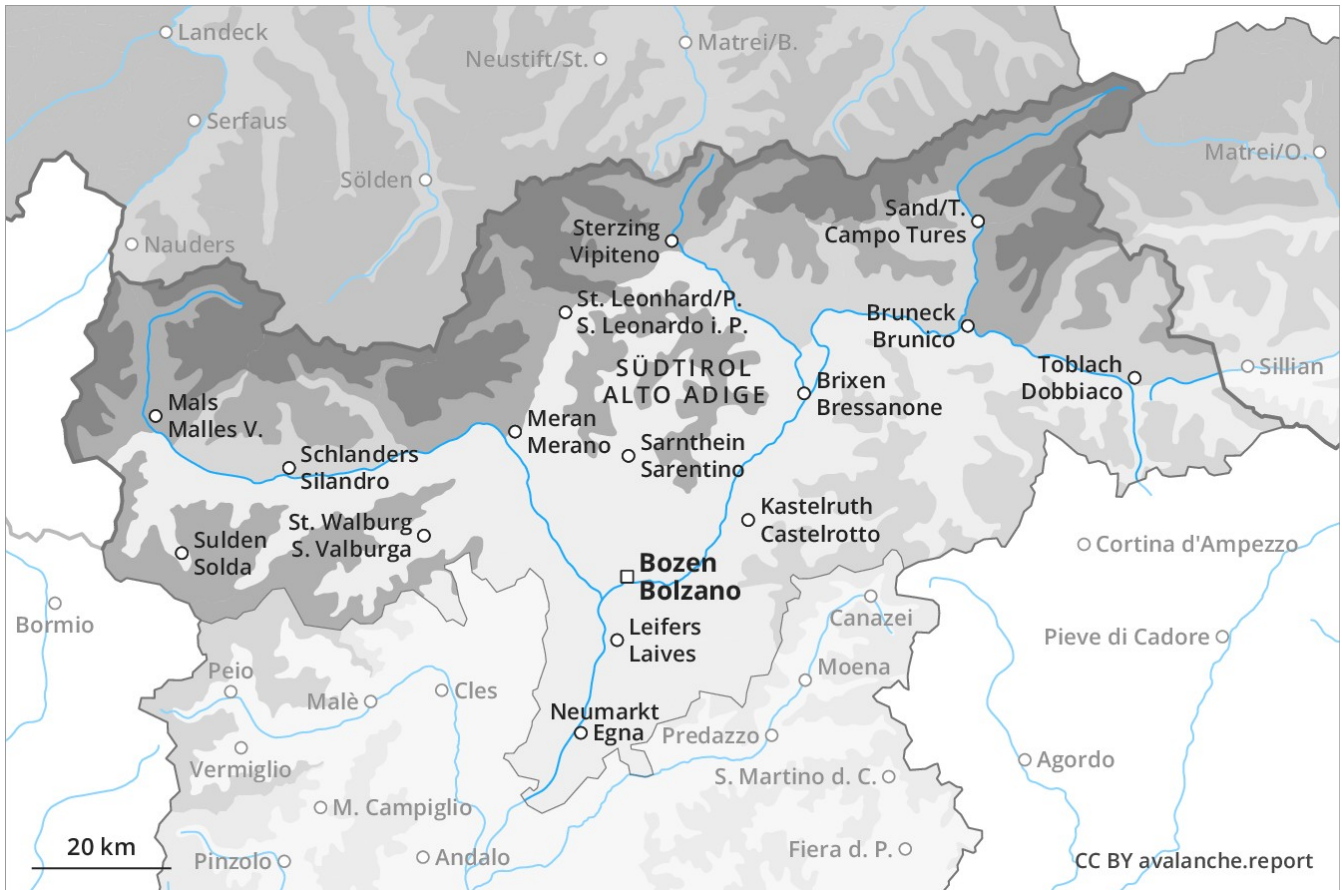 Landeck
Neustift/St.
Matrei/B.
Serfaus
Matrei/O.
Sölden
Nauders
Sand/T.
Campo Tures
Sterzing
Vipiteno
St. Leonhard/P.
S. Leonardo i. P.
Bruneck
Brunico
SÜDTIROL
ALTO ADIGE
Toblach
Dobbiaco
Sillian
Brixen
Bressanone
Mals
Malles V.
Meran
Merano
Sarnthein
Sarentino
Schlanders
Silandro
St. Walburg
S. Valburga
Kastelruth
Castelrotto
Sulden
Solda
Cortina d'Ampezzo
Bozen
Bolzano
Bormio
Canazei
Leifers
Laives
Pieve di Cadore
Peio
Moena
Malè
Cles
Neumarkt
Egna
Predazzo
Vermiglio
Agordo
S. Martino d. C.
M. Campiglio
20 km
Pinzolo
Andalo
Fiera d. P.
CC BY avalanche.report